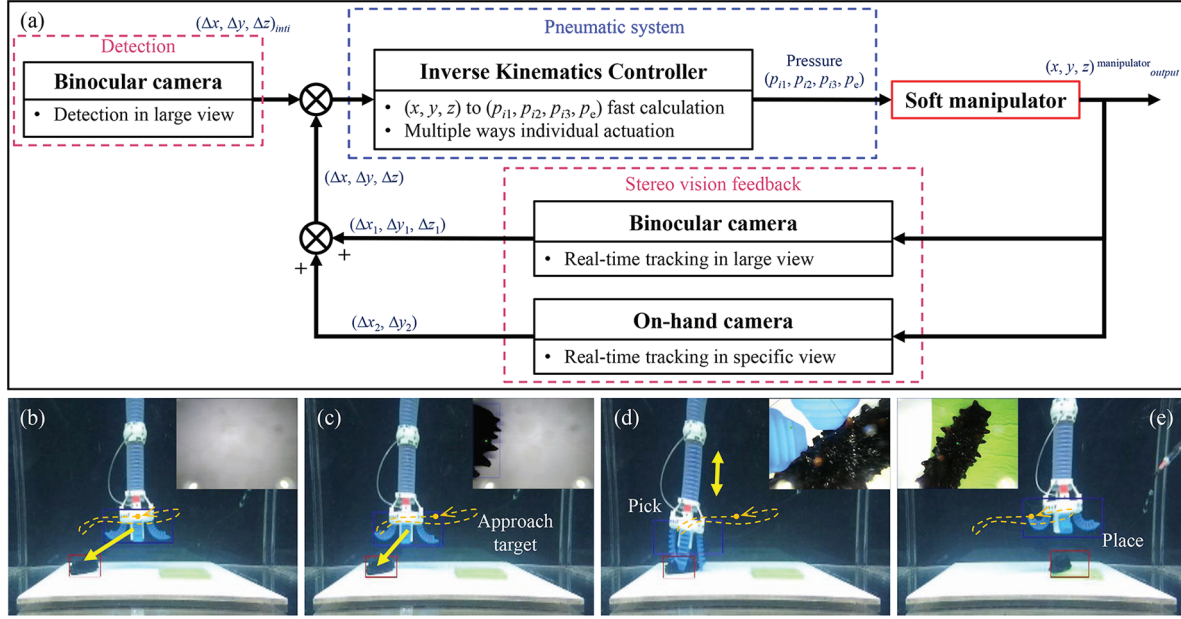 (a)
(Δx, Δy, Δz)inti
Detection
Binocular camera
• Detection in large view
Pneumatic system
Inverse Kinematics Controller
• (x, y, z) to (pi1, pi2, pi3, pe) fast calculation
• Multiple ways individual actuation
Pressure
(pi1, pi2, pi3, pe)
Soft manipulator
(x, y, z)manipulator output
(Δx, Δy, Δz)
Stereo vision feedback
(Δx1, Δy1, Δz1)
Binocular camera
• Real-time tracking in large view
+
+
(Δx2, Δy2)
On-hand camera
• Real-time tracking in specific view
(b)
(c)
Approach
target
(d)
Pick
(e)
Place